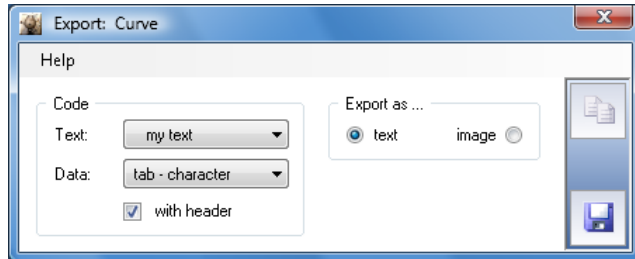 Export: Curve
Help
Code
Text: my text
Data: tab - character
with header
Export as ...
text image